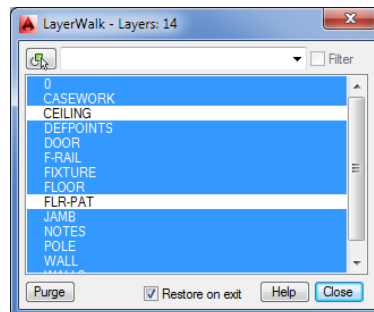 LayerWalk - Layers: 14
Filter
0
CASEWORK
CEILING
DEFPOINTS
DOOR
F-RAIL
FIXTURE
FLOOR
FLR-PAT
JAMB
NOTES
POLE
WALL
Purge
Restore on exit
Help
Close